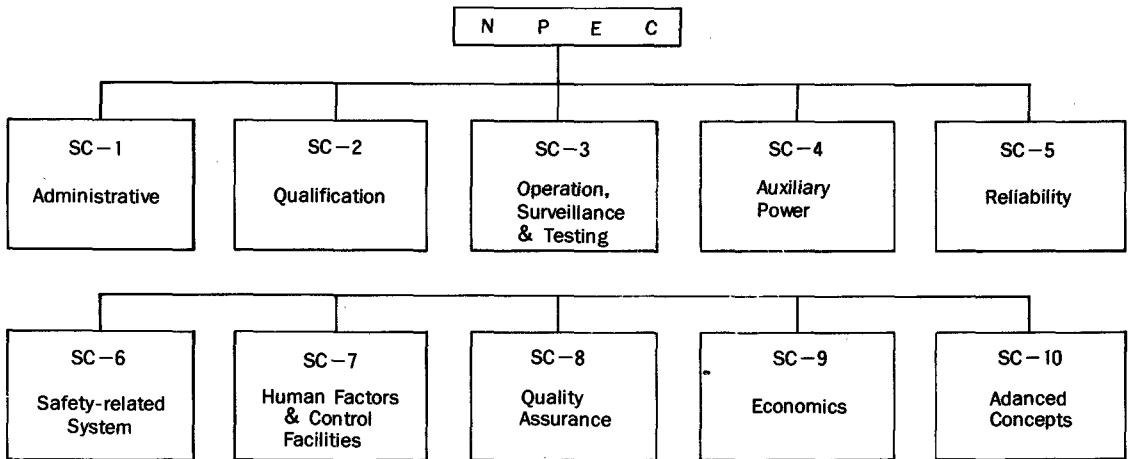 N P E C
SC-1
Administrative
SC-2
Qualification
SC-3
Operation,
Surveillance
& Testing
SC-4
Auxiliary
Power
SC-5
Reliability
SC-6
Safety-related
System
SC-7
Human Factors
& Control
Facilities
SC-8
Quality
Assurance
SC-9
Economics
SC-10
Adanced
Concepts